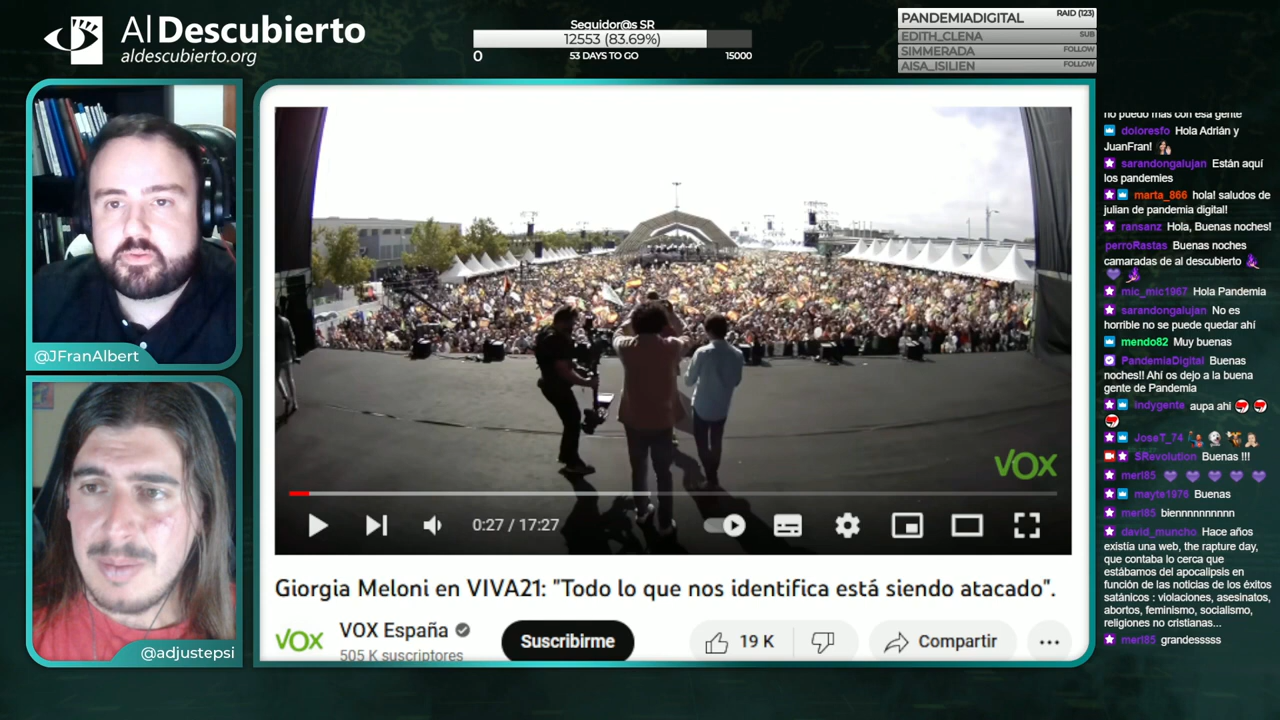 Al Descubierto
aldescubierto.org
Seguidor@s SR
12553 (83.69%)
0
53 DAYS TO GO
15000
PANDEMIADIGITAL
RAID (123)
EDITH_CLENA
SUB
SIMMERADA
FOLLOW
AISA_ISILIEN
FOLLOW
@JFranAlbert
@adjustepsi
VOX
0:27 / 17:27
Giorgia Meloni en VIVA21: "Todo lo que nos identifica está siendo atacado".
VOX
VOX España
505 K suscriptores
Suscribirme
19 K
Compartir
no puedo más con esa gente
doloresfo Hola Adrián y
JuanFran!
sarandongalujan Están aquí
los pandemies
marta_866 hola! saludos de
julian de pandemia digital!
ransanz Hola, Buenas noches!
perroRastas Buenas noches
camaradas de al descubierto
mic_mic1967 Hola Pandemia
sarandongalujan No es
horrible no se puede quedar ahí
mendo82 Muy buenas
PandemiaDigital Buenas
noches!! Ahí os dejo a la buena
gente de Pandemia
Indygente aupa ahi
JoseT_74
SRevolution Buenas !!!
merl85
mayte1976 Buenas
merl85 biennnnnnnnnn
david_muncho Hace años
existía una web, the rapture day,
que contaba lo cerca que
estábamos del apocalipsis en
función de las noticias de los éxitos
satánicos : violaciones, asesinatos,
abortos, feminismo, socialismo,
religiones no cristianas...
merl85 grandesssss